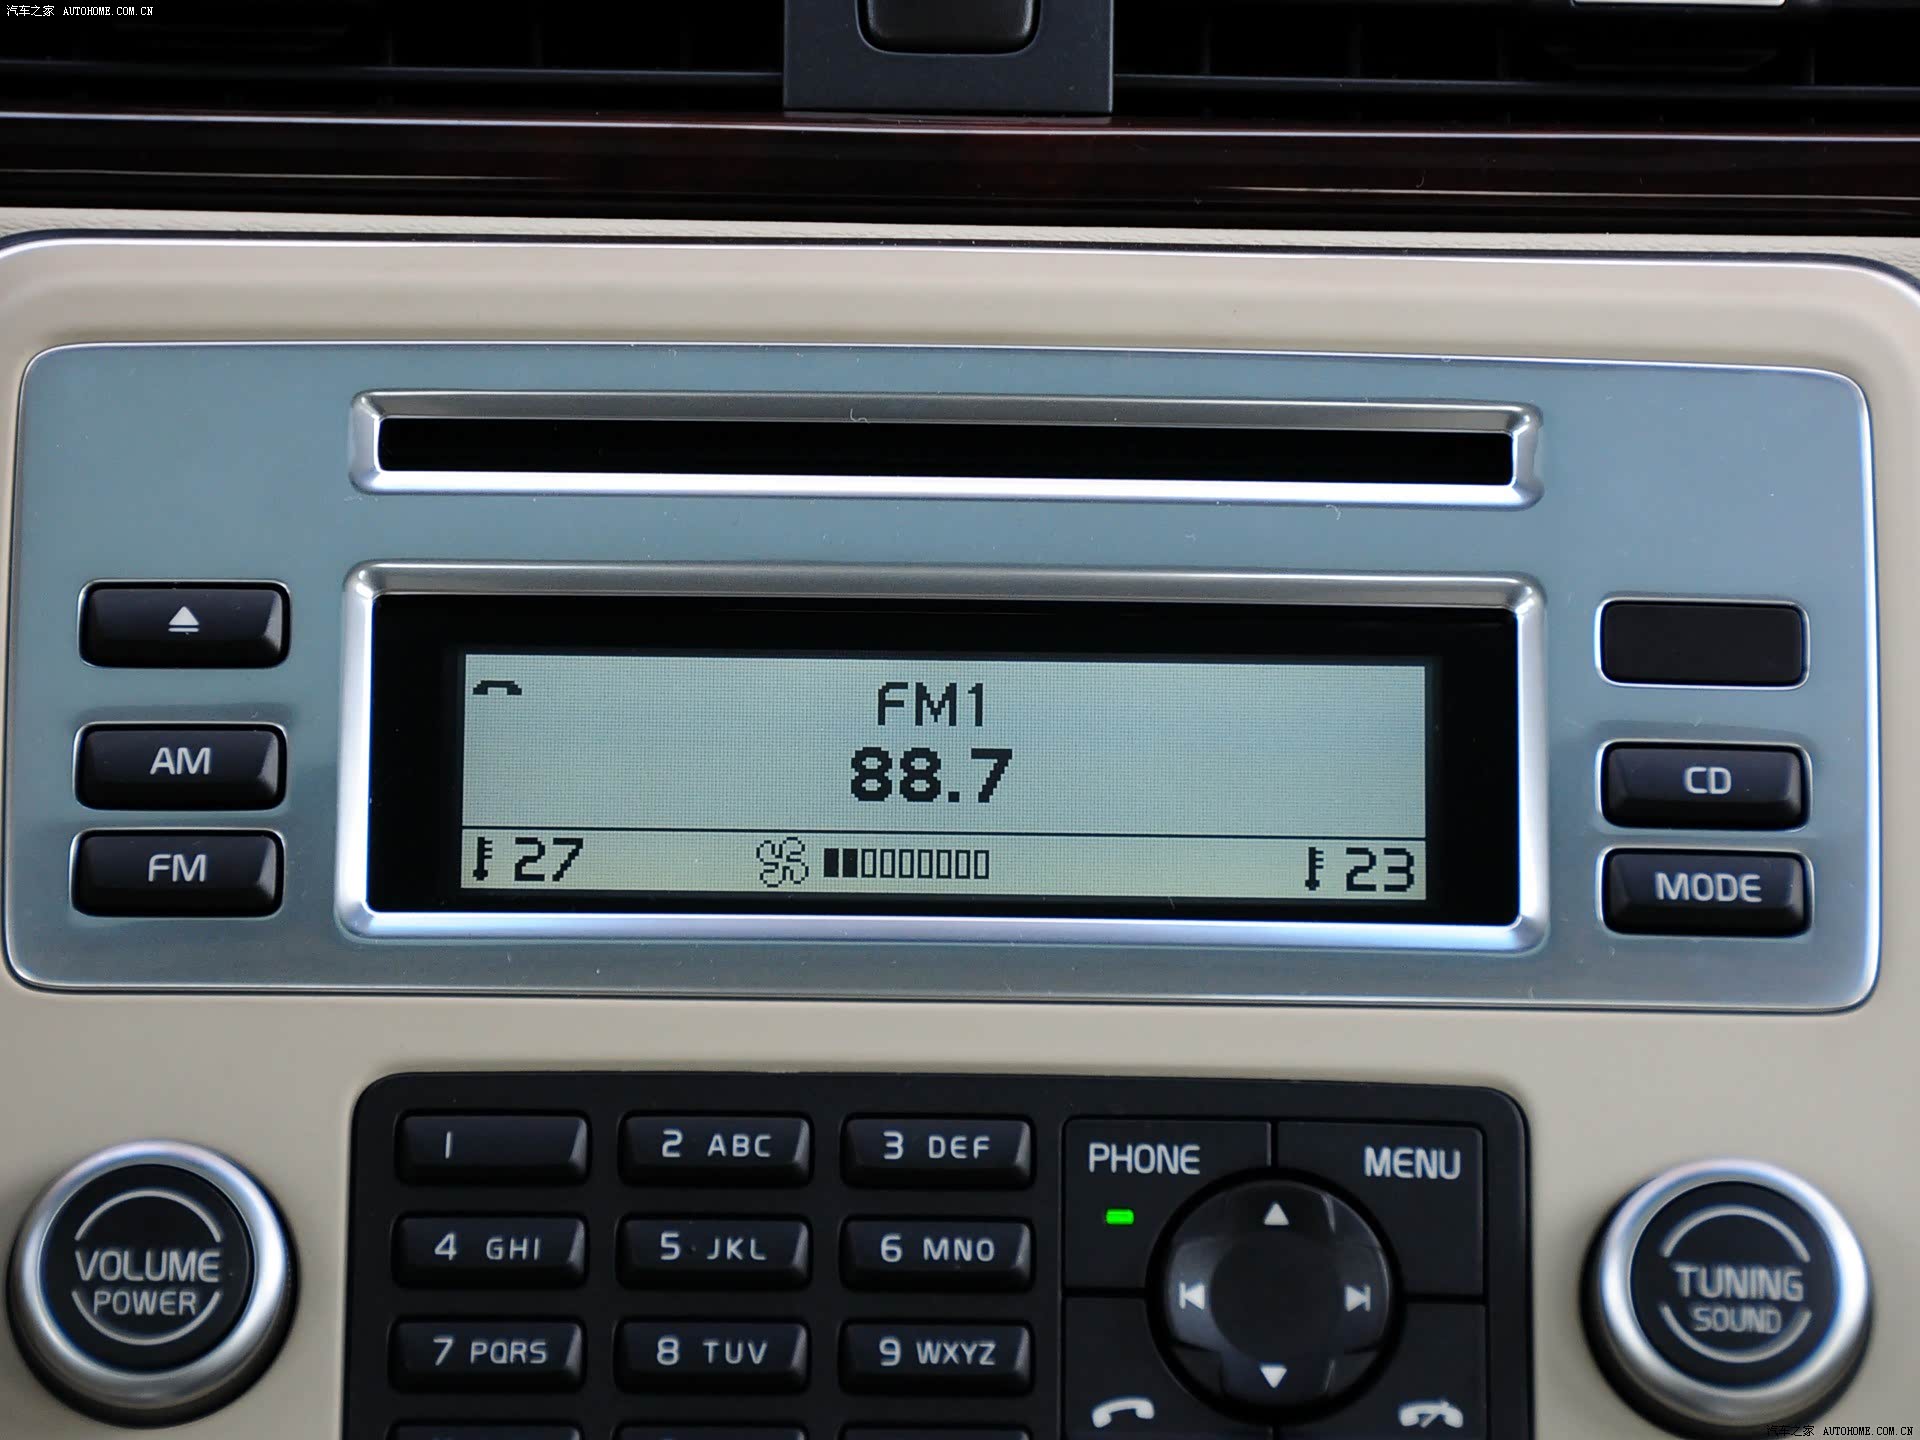 汽车之家 AUTOHOME.COM.CN
FM1
88.7
27
23
AM
FM
CD
MODE
1
2 ABC
3 DEF
PHONE
MENU
4 GHI
5 JKL
6 MNO
VOLUME
POWER
TUNING
SOUND
7 PQRS
8 TUV
9 WXYZ
汽车之家 AUTOHOME.COM.CN